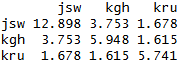 jsw kgh kru
jsw 12.898 3.753 1.678
kgh 3.753 5.948 1.615
kru 1.678 1.615 5.741